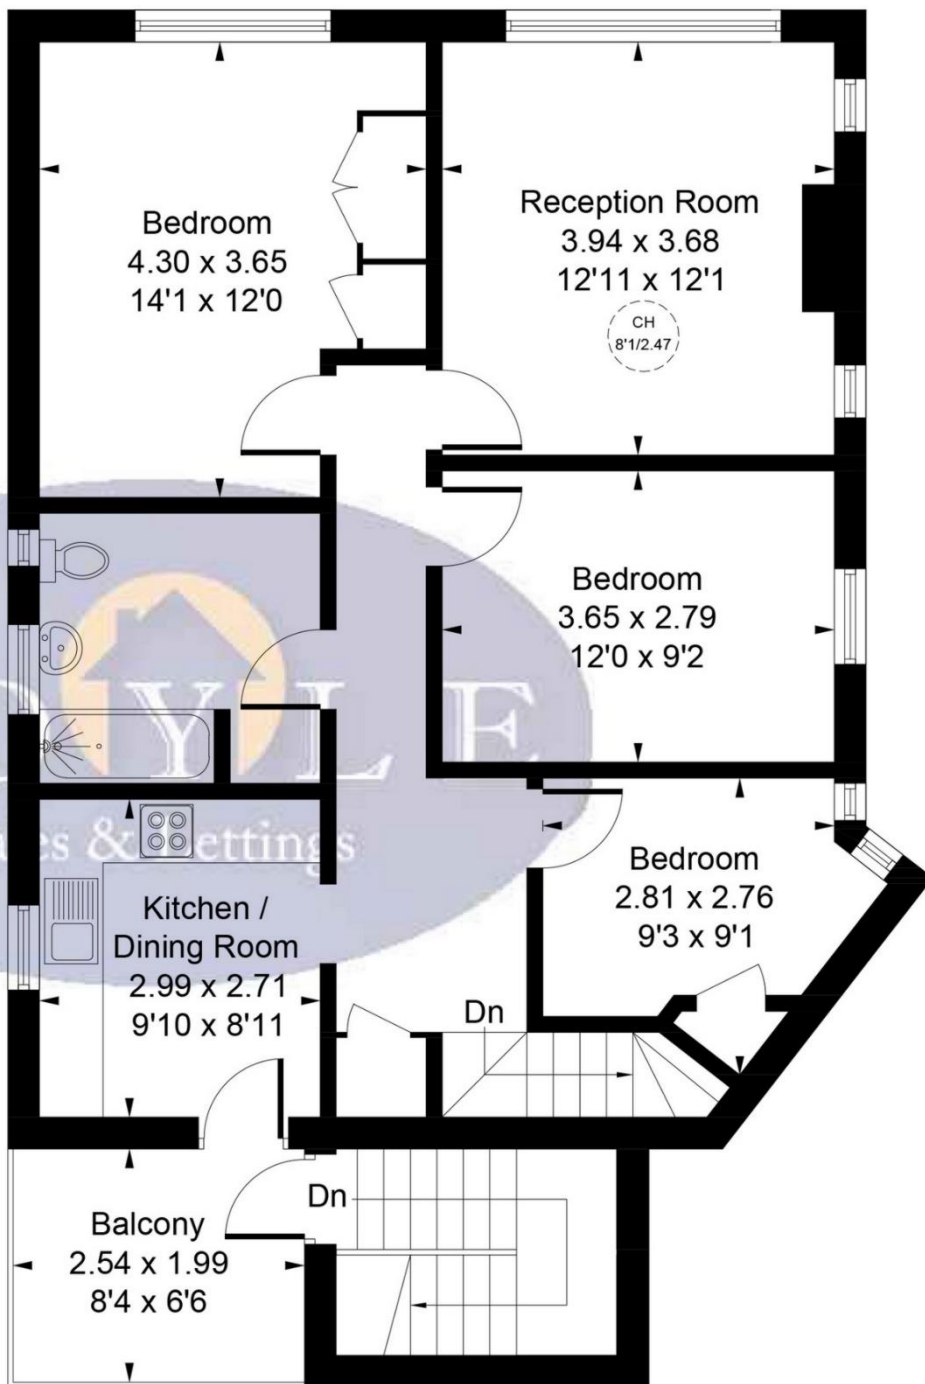 Bedroom
4.30 x 3.65
14'1 x 12'0
Reception Room
3.94 x 3.68
12'11 x 12'1
CH
8'1/2.47
Bedroom
3.65 x 2.79
12'0 x 9'2
YLE
& Lettings
Bedroom
2.81 x 2.76
9'3 x 9'1
Kitchen /
Dining Room
2.99 x 2.71
9'10 x 8'11
Dn
Dn
Balcony
2.54 x 1.99
8'4 x 6'6